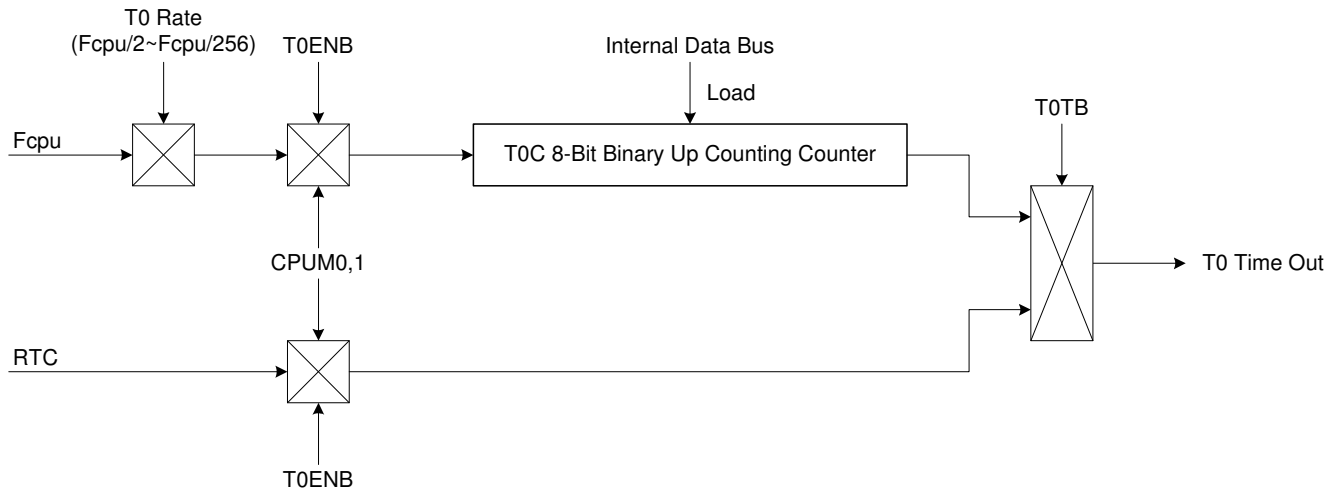 T0 Rate
(Fcpu/2~Fcpu/256)
T0ENB
Internal Data Bus
Load
T0TB
Fcpu
T0C 8-Bit Binary Up Counting Counter
CPUM0,1
T0 Time Out
RTC
T0ENB